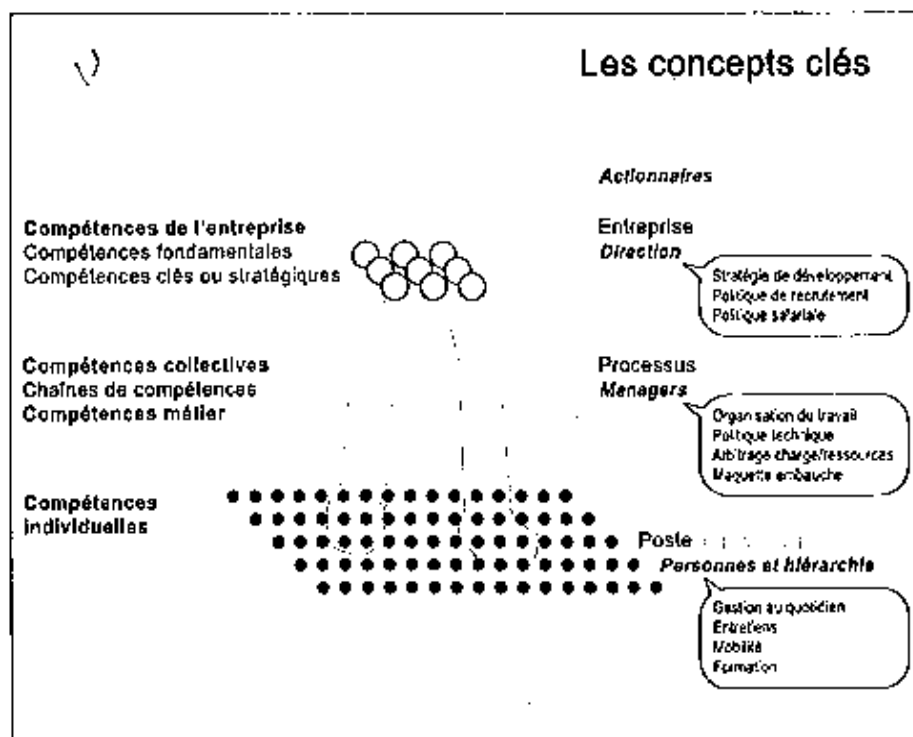 Les concepts clés
Actionnaires
Compétences de l'entreprise
Compétences fondamentales
Compétences clés ou stratégiques
Entreprise
Direction
Stratégie de développement
Politique de recrutement
Politique salariale
Compétences collectives
Chaînes de compétences
Compétences métier
Processus
Managers
Organisation du travail
Politique technique
Arbitrage charge/ressources
Maquette embauche
Compétences
individuelles
Poste
Personnes et hiérarchie
Gestion au quotidien
Entretiens
Mobilité
Formation